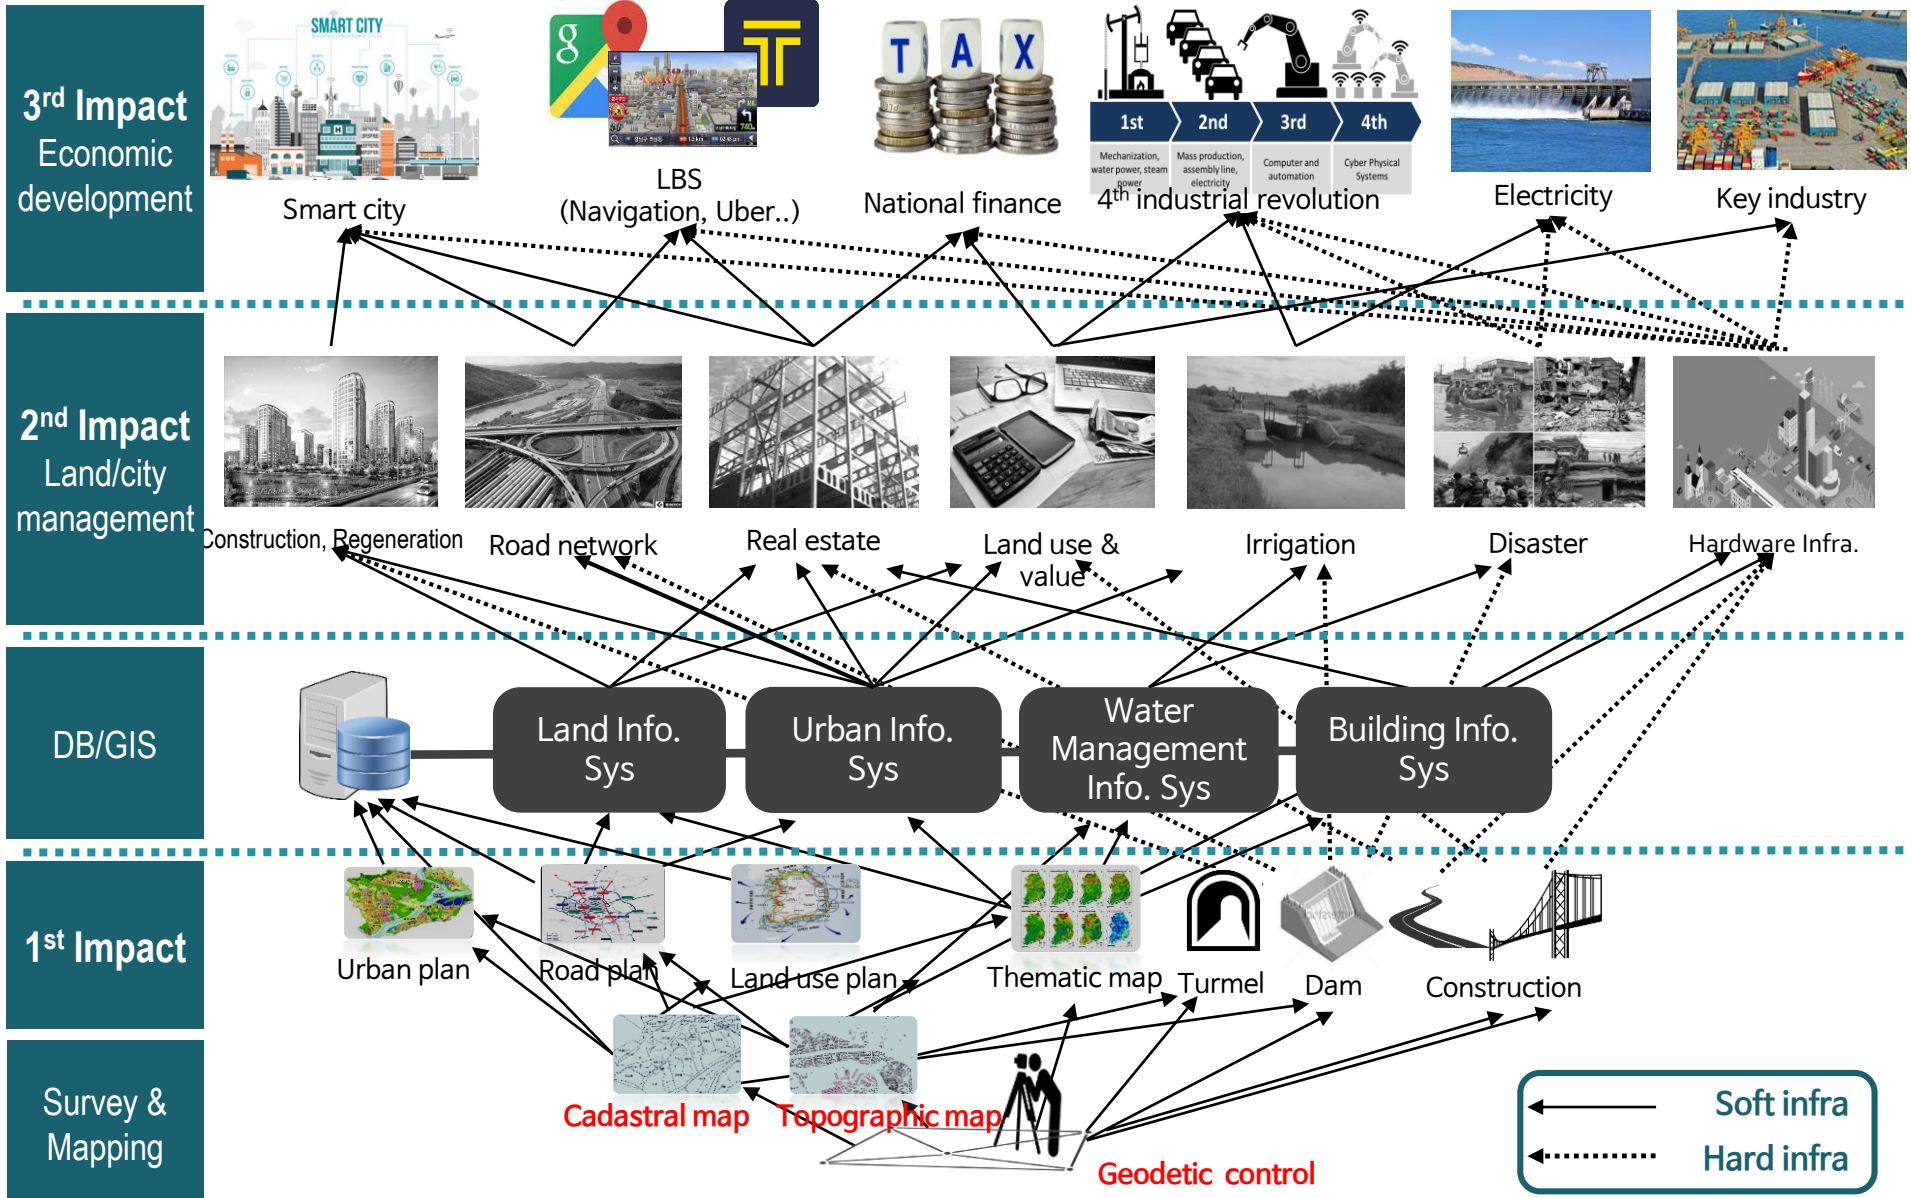 3rd Impact
Economic
development
SMART CITY
Smart city
g
LBS
(Navigation, Uber..)
T A X
National finance
1st 2nd 3rd 4th
Mechanization, water power, steam power
Mass production, assembly line, electricity
Computer and automation
Cyber Physical Systems
4th industrial revolution
Electricity
Key industry
2nd Impact
Land/city
management
Construction, Regeneration
Road network
Real estate
Land use &
value
Irrigation
Disaster
Hardware Infra.
DB/GIS
Land Info.
Sys
Urban Info.
Sys
Water
Management
Info. Sys
Building Info.
Sys
1st Impact
Urban plan
Road plan
Land use plan
Thematic map
Turmel
Dam
Construction
Survey &
Mapping
Cadastral map
Topographic map
Geodetic control
Soft infra
Hard infra